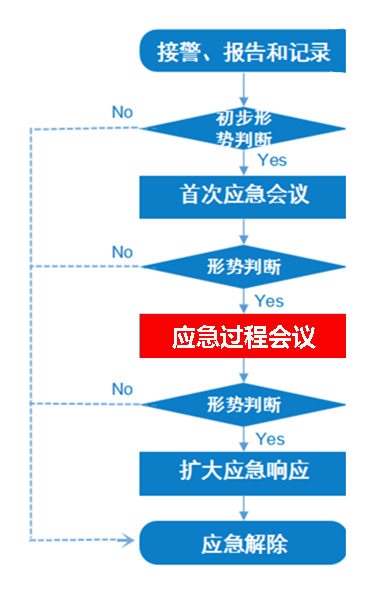 接警、报告和记录
No
初步形
势判断
Yes
首次应急会议
No
形势判断
Yes
应急过程会议
No
形势判断
Yes
扩大应急响应
应急解除